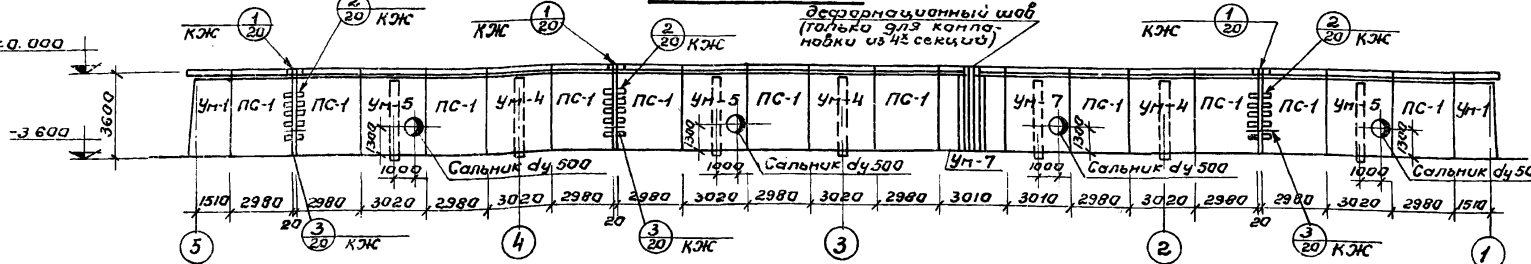 1 20 КЖ
2 20 КЖ
1 20 КЖ
2 20 КЖ
деформационный шов
(только для компа-
новки из 4х секций)
1 20 КЖ
2 20 КЖ
0.000
-3.600
3600
Ум-1 ПС-1 ПС-1 Ум-5 ПС-1 Ум-4 ПС-1 ПС-1 Ум-5 ПС-1 Ум-4 ПС-1 Ум-7 ПС-1 Ум-4 ПС-1 ПС-1 Ум-5 ПС-1 Ум-1
1300 1300 1300 1300
1000 1000 1000 1000
Сальник dу 500 Сальник dу 500 Ум-7 Сальник dу 500 Сальник dу 50
1510 2980 2980 3020 2980 3020 2980 2980 3020 2980 3020 2980 3010 3010 2980 3020 2980 2980 3020 2980 1510
20 20 20
3 20 КЖ
3 20 КЖ
3 20 КЖ
5 4 3 2 1